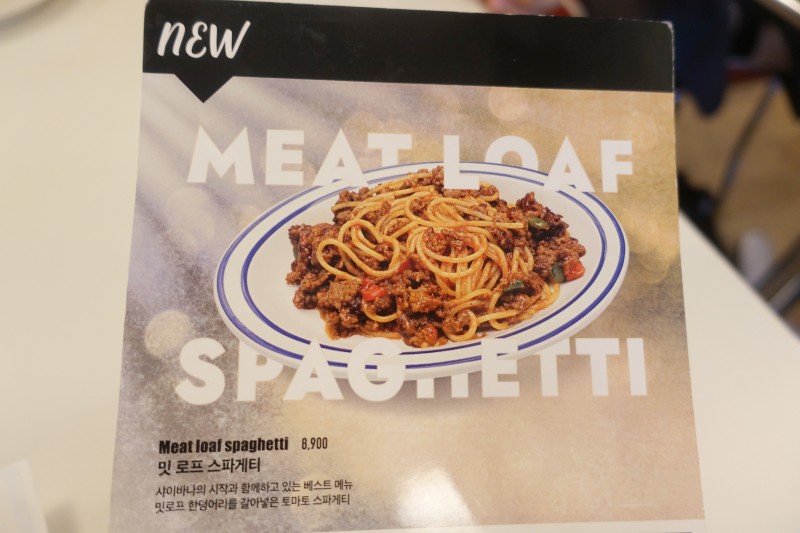 NEW
MEAT LOAF
SPAGHETTI
Meat loaf spaghetti 8,900
밋 로프 스파게티
샤이바나의 시작과 함께하고 있는 베스트 메뉴
밋로프 한덩어리를 갈아넣은 토마토 스파게티